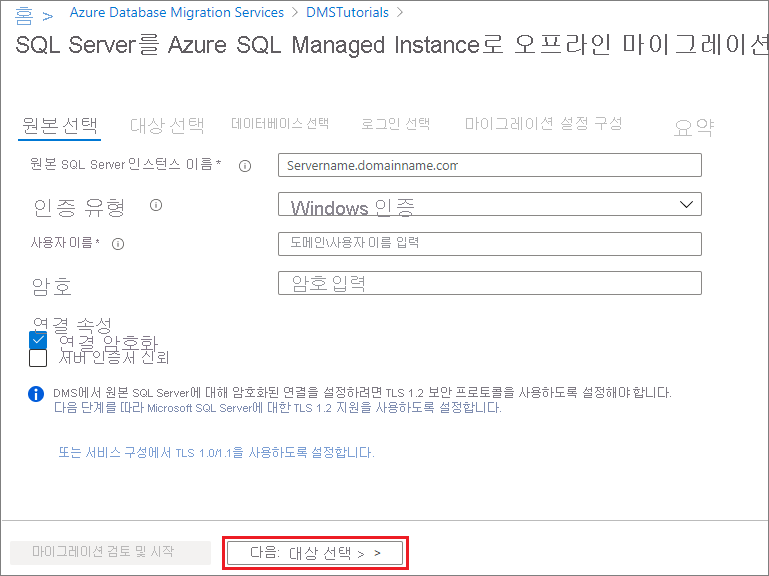 홈 > Azure Database Migration Services > DMSTutorials >
SQL Server를 Azure SQL Managed Instance로 오프라인 마이그레이션
원본 선택 대상 선택 데이터베이스 선택 로그인 선택 마이그레이션 설정 구성 요약
원본 SQL Server 인스턴스 이름 * Servername.domainname.com
인증 유형 Windows 인증
사용자 이름 * 도메인\사용자 이름 입력
암호 암호 입력
연결 속성
연결 암호화
서버 인증서 신뢰
DMS에서 원본 SQL Server에 대해 암호화된 연결을 설정하려면 TLS 1.2 보안 프로토콜을 사용하도록 설정해야 합니다.
다음 단계를 따라 Microsoft SQL Server에 대한 TLS 1.2 지원을 사용하도록 설정합니다.
또는 서비스 구성에서 TLS 1.0/1.1을 사용하도록 설정합니다.
마이그레이션 검토 및 시작 다음: 대상 선택 > >